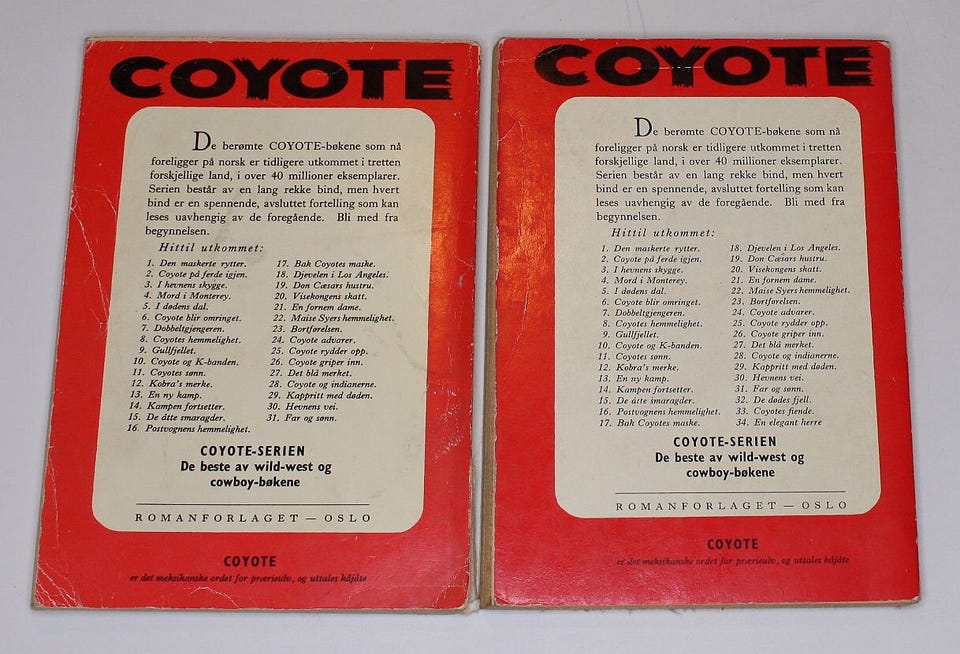 COYOTE
De berømte COYOTE-bøkene som nå
foreligger på norsk er tidligere utkommet i tretten
forskjellige land, i over 40 millioner eksemplarer.
Serien består av en lang rekke bind, men hvert
bind er en spennende, avsluttet fortelling som kan
leses uavhengig av de foregående. Bli med fra
begynnelsen.
Hittil utkommet:
1. Den maskerte rytter.
2. Coyote på ferde igjen.
3. I hevnens skygge.
4. Mord i Monterey.
5. I dødens dal.
6. Coyote blir omringet.
7. Dobbeltgjengeren.
8. Coyotes hemmelighet.
9. Gullfjellet.
10. Coyote og K-banden.
11. Coyotes sønn.
12. Kobra's merke.
13. En ny kamp.
14. Kampen fortsetter.
15. De åtte smaragder.
16. Postvognens hemmelighet.
17. Bak Coyotes maske.
18. Djevelen i Los Angeles.
19. Don Cæsars hustru.
20. Visekongens skatt.
21. En fornem dame.
22. Maise Syers hemmelighet.
23. Bortførelsen.
24. Coyote advarer.
25. Coyote rydder opp.
26. Coyote griper inn.
27. Det blå merket.
28. Coyote og indianerne.
29. Kappritt med døden.
30. Hevnens vei.
31. Far og sønn.
COYOTE-SERIEN
De beste av wild-west og
cowboy-bøkene
ROMANFORLAGET — OSLO
COYOTE
er det meksikanske ordet for prærieulv, og uttales kåjåte
COYOTE
De berømte COYOTE-bøkene som nå
foreligger på norsk er tidligere utkommet i tretten
forskjellige land, i over 40 millioner eksemplarer.
Serien består av en lang rekke bind, men hvert
bind er en spennende, avsluttet fortelling som kan
leses uavhengig av de foregående. Bli med fra
begynnelsen.
Hittil utkommet:
1. Den maskerte rytter.
2. Coyote på ferde igjen.
3. I hevnens skygge.
4. Mord i Monterey.
5. I dødens dal.
6. Coyote blir omringet.
7. Dobbeltgjengeren.
8. Coyotes hemmelighet.
9. Gullfjellet.
10. Coyote og K-banden.
11. Coyotes sønn.
12. Kobra's merke.
13. En ny kamp.
14. Kampen fortsetter.
15. De åtte smaragder.
16. Postvognens hemmelighet.
17. Bak Coyotes maske.
18. Djevelen i Los Angeles.
19. Don Cæsars hustru.
20. Visekongens skatt.
21. En fornem dame.
22. Maise Syers hemmelighet.
23. Bortførelsen.
24. Coyote advarer.
25. Coyote rydder opp.
26. Coyote griper inn.
27. Det blå merket.
28. Coyote og indianerne.
29. Kappritt med døden.
30. Hevnens vei.
31. Far og sønn.
32. De dødes fjell.
33. Coyotes fiende.
34. En elegant herre
COYOTE-SERIEN
De beste av wild-west og
cowboy-bøkene
ROMANFORLAGET — OSLO
COYOTE
er det meksikanske ordet for prærieulv, og uttales kåjåte